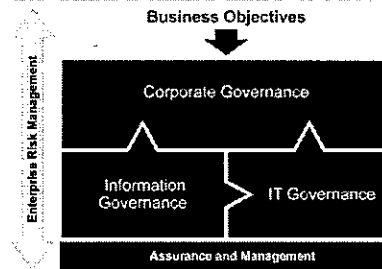 Business Objectives
Enterprise Risk Management
Corporate Governance
Information
Governance
IT Governance
Assurance and Management